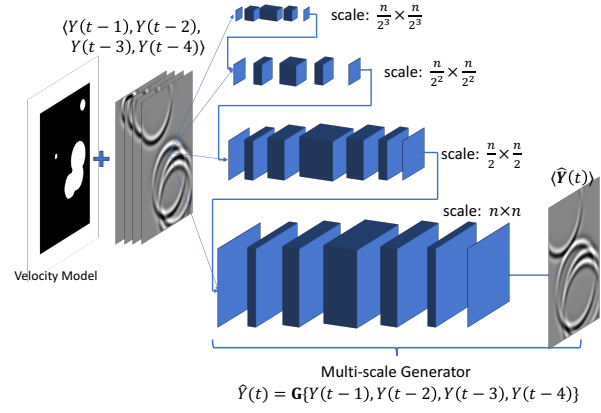 ⟨Y(t − 1), Y(t − 2),
Y(t − 3), Y(t − 4)⟩
scale: n/2³ × n/2³
scale: n/2² × n/2²
scale: n/2 × n/2
⟨Ŷ(t)⟩
scale: n×n
Velocity Model
Multi-scale Generator
Ŷ(t) = G{Y(t − 1), Y(t − 2), Y(t − 3), Y(t − 4)}